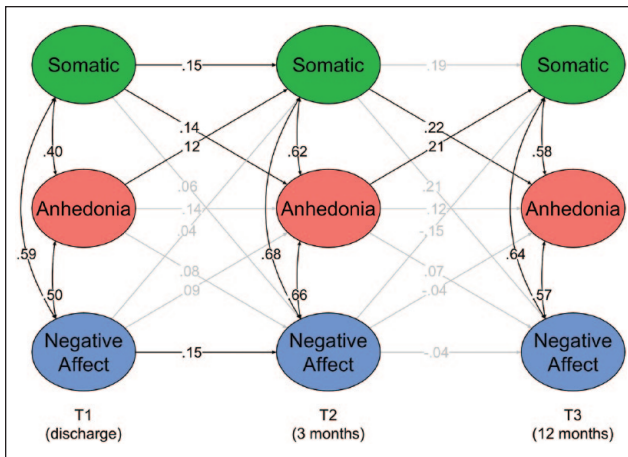 Somatic .15 Somatic -.19 Somatic
.14 .22
.12 .21
.40 .62 .58
.06 .21
Anhedonia -.14 Anhedonia -.12 Anhedonia
.04 -.15
.59 .68 .64
.08 .07
.09 -.04
.50 .66 .57
Negative Affect .15 Negative Affect -.04 Negative Affect
T1 T2 T3
(discharge) (3 months) (12 months)